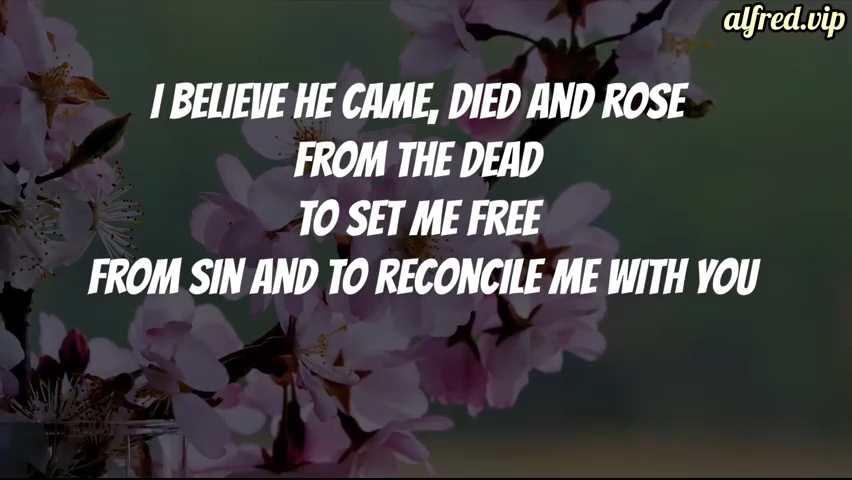 alfred.vip
I BELIEVE HE CAME, DIED AND ROSE
FROM THE DEAD
TO SET ME FREE
FROM SIN AND TO RECONCILE ME WITH YOU